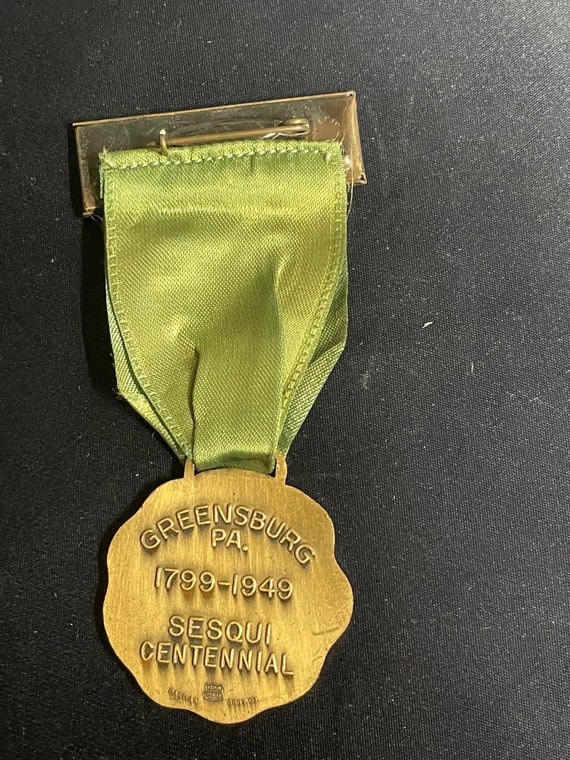 GREENSBURG
PA.
1799-1949
SESQUI
CENTENNIAL